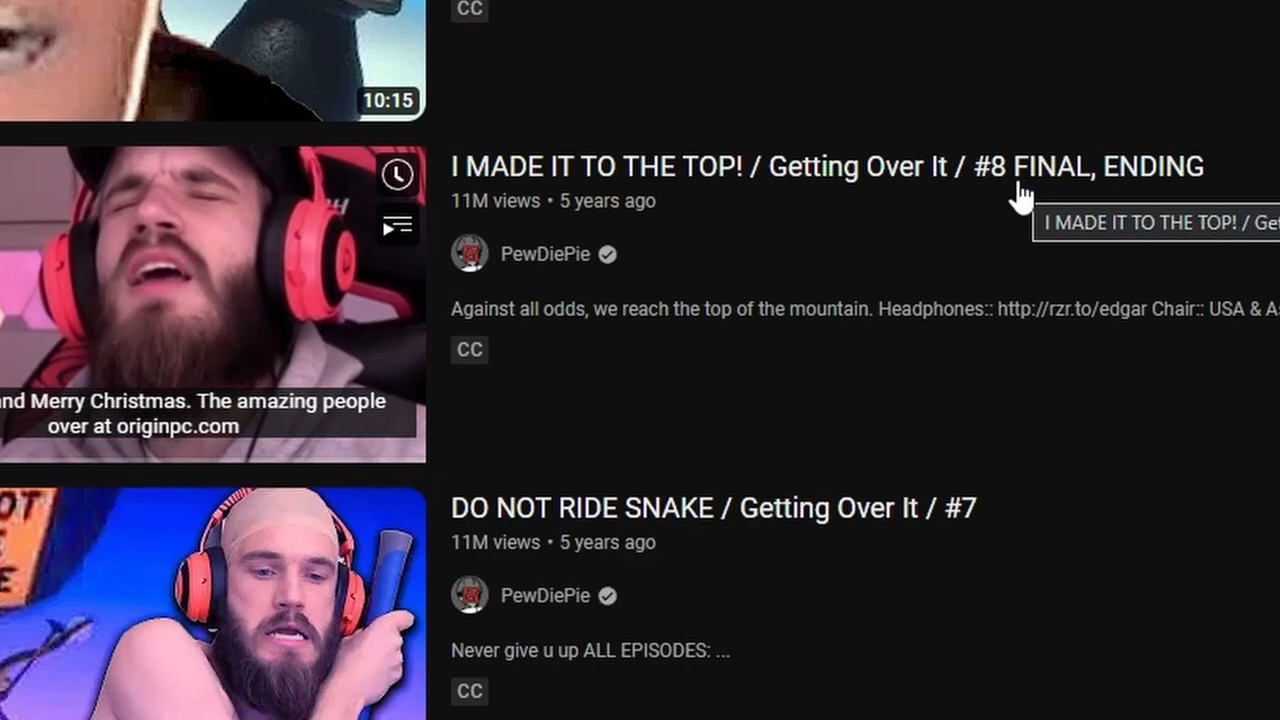 CC
10:15
I MADE IT TO THE TOP! / Getting Over It / #8 FINAL, ENDING
11M views • 5 years ago
I MADE IT TO THE TOP! / Get
PewDiePie
Against all odds, we reach the top of the mountain. Headphones:: http://rzr.to/edgar Chair:: USA & A
CC
and Merry Christmas. The amazing people
over at originpc.com
DO NOT RIDE SNAKE / Getting Over It / #7
11M views • 5 years ago
PewDiePie
Never give u up ALL EPISODES: ...
CC